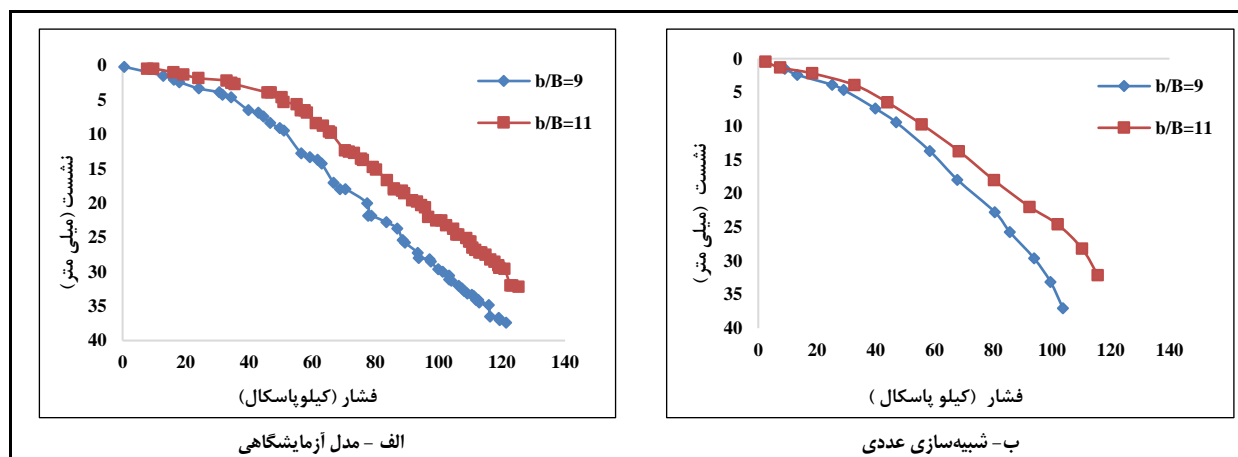 0
5
10
15
20
25
30
35
40
نشست (میلی متر)
b/B=9
b/B=11
0 20 40 60 80 100 120 140
فشار (کیلوپاسکال)
الف - مدل آزمایشگاهی
0
5
10
15
20
25
30
35
40
نشست (میلی متر)
b/B=9
b/B=11
0 20 40 60 80 100 120 140
فشار (کیلو پاسکال )
ب- شبیه‌سازی عددی